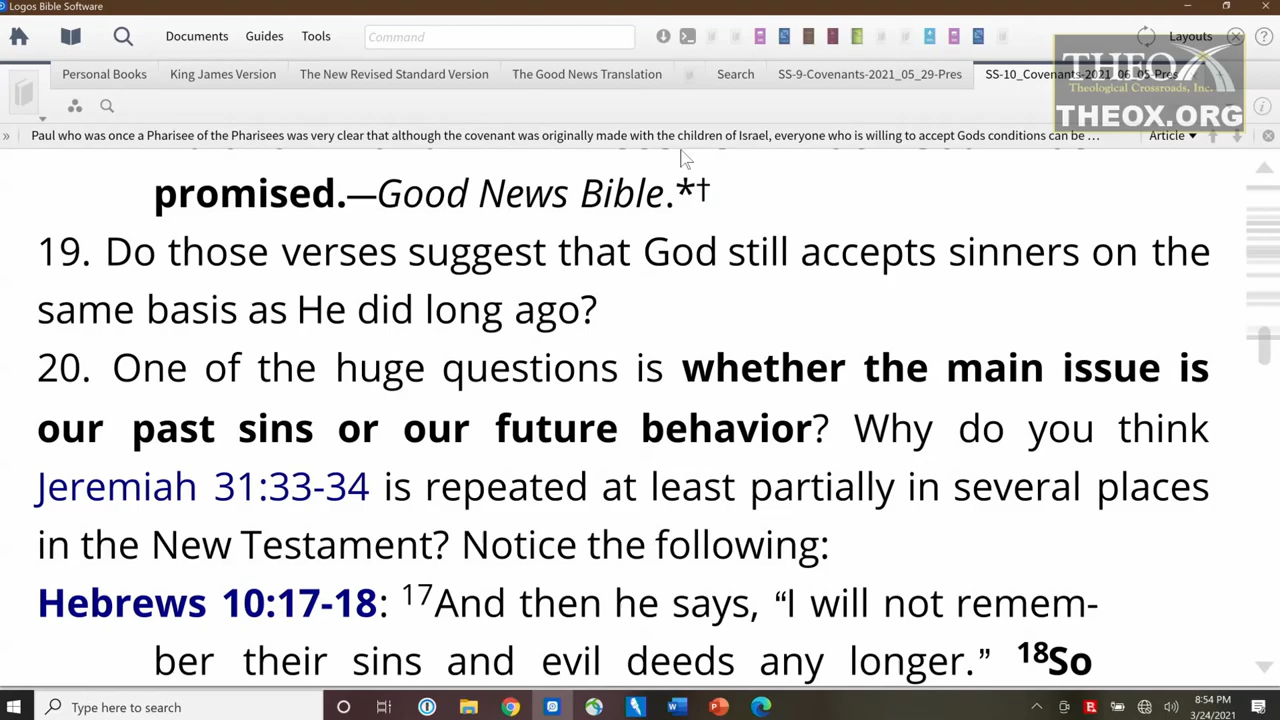 Logos Bible Software
Documents Guides Tools Command Layouts
Personal Books King James Version The New Revised Standard Version The Good News Translation Search SS-9-Covenants-2021_05_29-Pres SS-10_Covenants-2021_06_05-Pres
THEOX
Theological Crossroads, Inc.
THEOX.ORG
» Paul who was once a Pharisee of the Pharisees was very clear that although the covenant was originally made with the children of Israel, everyone who is willing to accept Gods conditions can be ... Article
promised.—Good News Bible.*†
19. Do those verses suggest that God still accepts sinners on the
same basis as He did long ago?
20. One of the huge questions is whether the main issue is
our past sins or our future behavior? Why do you think
Jeremiah 31:33-34 is repeated at least partially in several places
in the New Testament? Notice the following:
Hebrews 10:17-18: 17And then he says, “I will not remem-
ber their sins and evil deeds any longer.” 18So
Type here to search
8:54 PM
3/24/2021